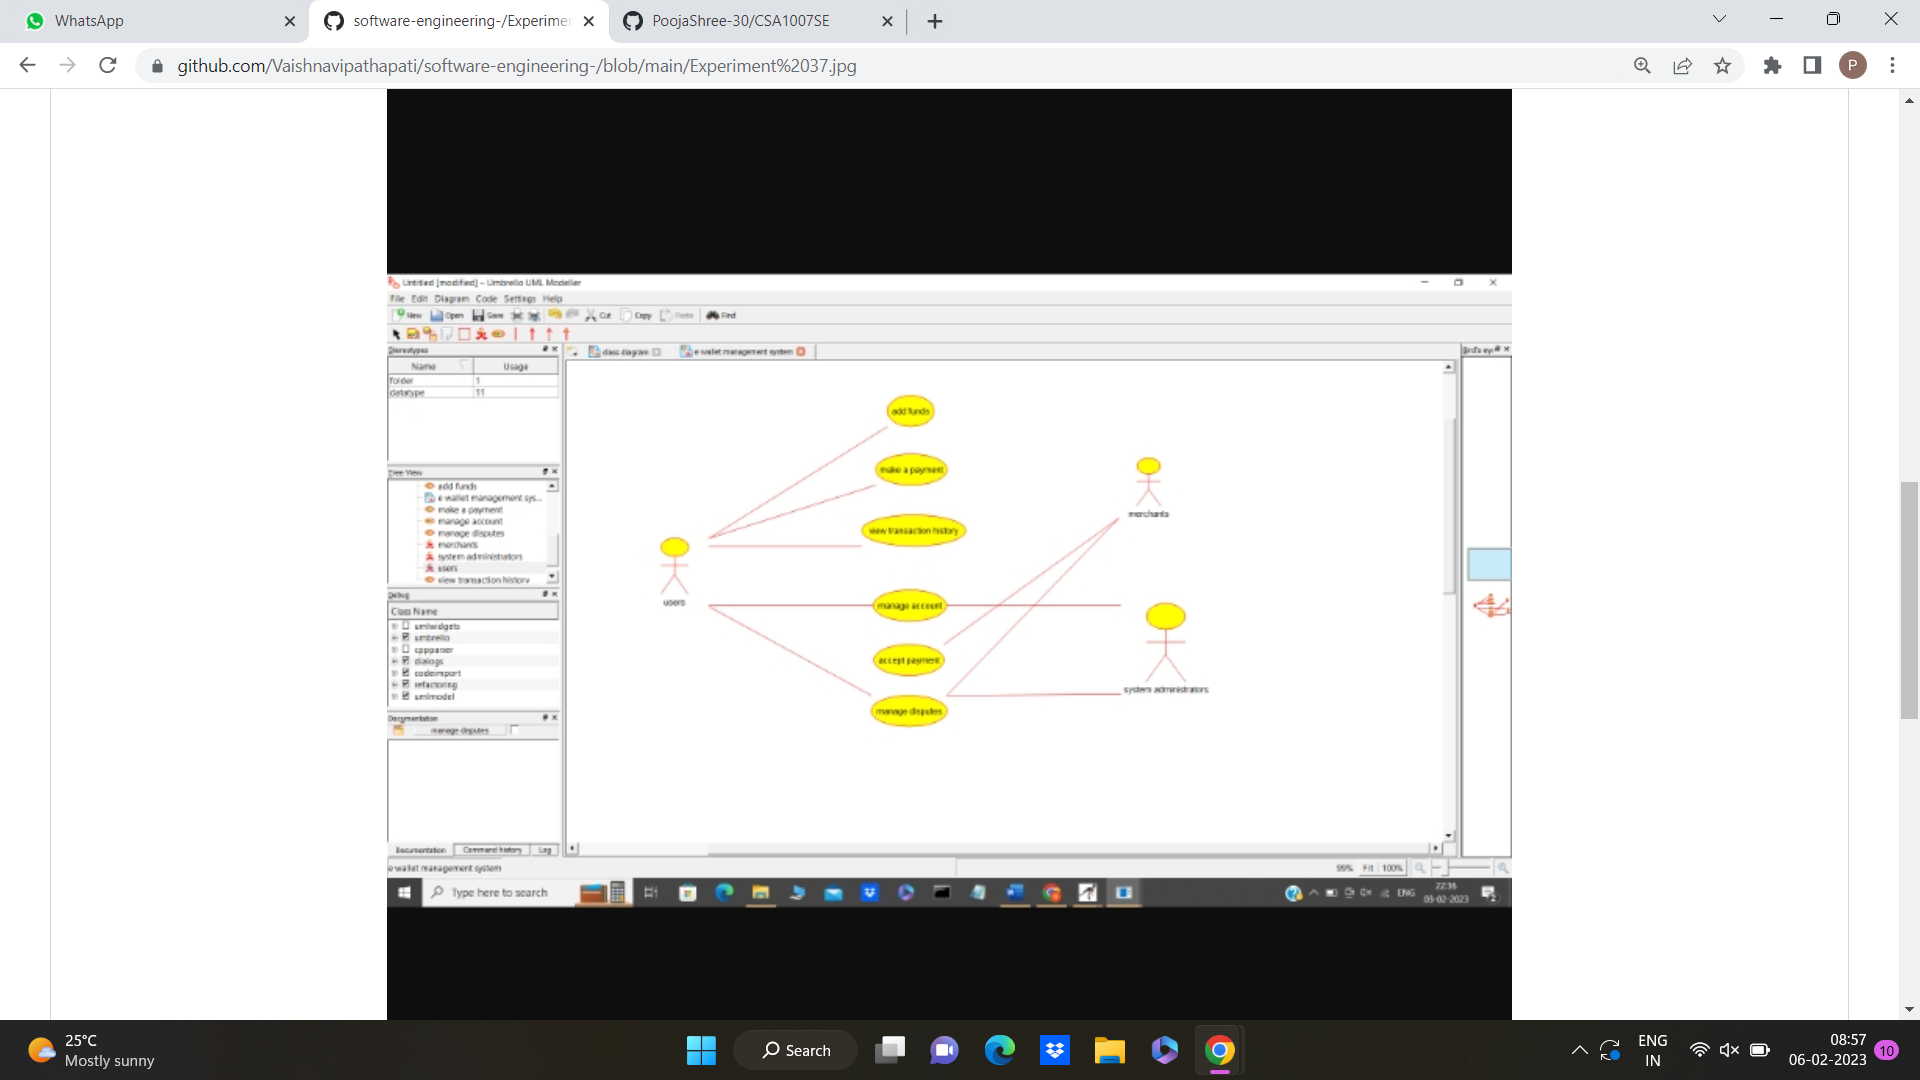 WhatsApp
software-engineering-/Experimen
PoojaShree-30/CSA1007SE
github.com/Vaishnavipathapati/software-engineering-/blob/main/Experiment%2037.jpg
P
Untitled [modified] - Umbrello UML Modeller
File Edit Diagram Code Settings Help
New Open Save Cut Copy Paste Find
Stereotypes
class diagram
e wallet management system
Bird's eye
Name Usage
folder 1
datatype 11
Tree View
add funds
e wallet management sys...
make a payment
manage account
manage disputes
merchants
system administrators
users
view transaction history
Debug
Class Name
umlwidgets
umbrello
cppparser
dialogs
codeimport
refactoring
umlmodel
Documentation
manage disputes
Documentation Command history Log
add funds
make a payment
view transaction history
manage account
accept payment
manage disputes
users
merchants
system administrators
e wallet management system
99% Fit 100%
Type here to search
ENG
22:36
03-02-2023
2
25°C
Mostly sunny
Search
ENG
IN
08:57
06-02-2023
10